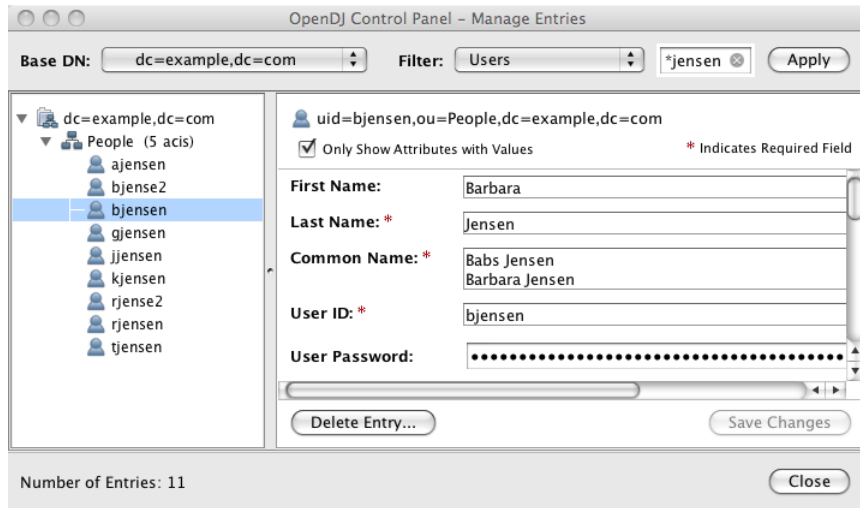 OpenDJ Control Panel – Manage Entries
Base DN: dc=example,dc=com Filter: Users *jensen Apply
dc=example,dc=com
People (5 acis)
ajensen
bjense2
bjensen
gjensen
jjensen
kjensen
rjense2
rjensen
tjensen
uid=bjensen,ou=People,dc=example,dc=com
Only Show Attributes with Values * Indicates Required Field
First Name: Barbara
Last Name: * Jensen
Common Name: * Babs Jensen
Barbara Jensen
User ID: * bjensen
User Password: ••••••••••••••••••••••••••••••••••••••
Delete Entry... Save Changes
Number of Entries: 11 Close